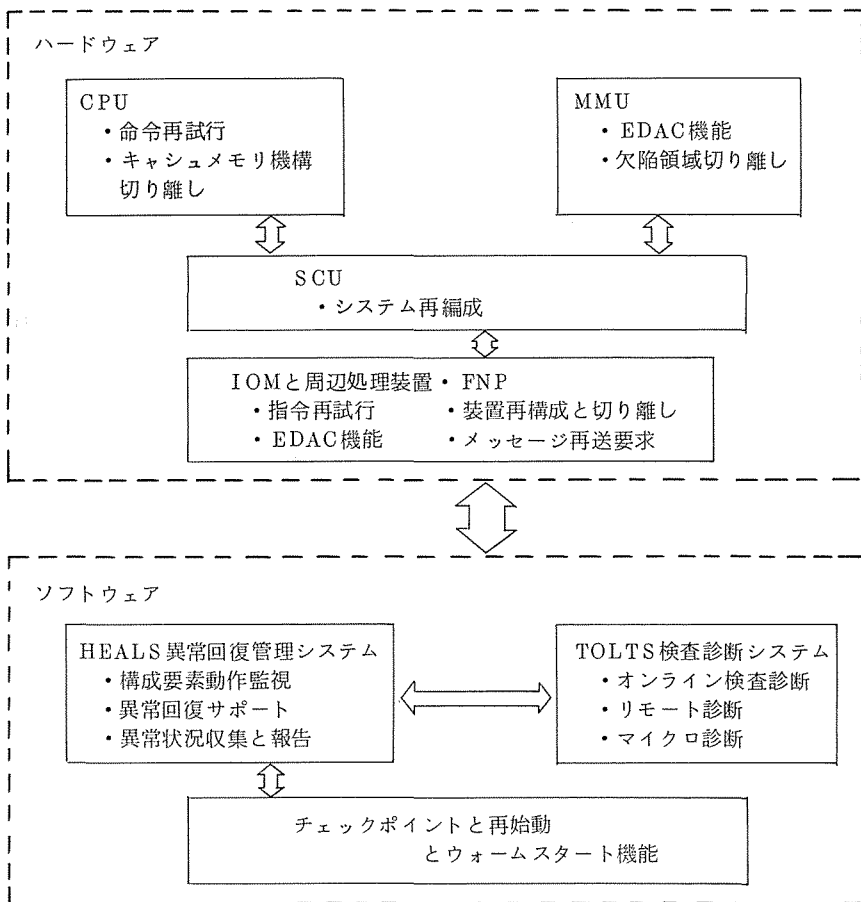 ハードウェア
CPU
・命令再試行
・キャシュメモリ機構
切り離し
MMU
・EDAC機能
・欠陥領域切り離し
SCU
・システム再編成
IOMと周辺処理装置・FNP
・指令再試行 ・装置再構成と切り離し
・EDAC機能 ・メッセージ再送要求
ソフトウェア
HEALS異常回復管理システム
・構成要素動作監視
・異常回復サポート
・異常状況収集と報告
TOLTS検査診断システム
・オンライン検査診断
・リモート診断
・マイクロ診断
チェックポイントと再始動
とウォームスタート機能